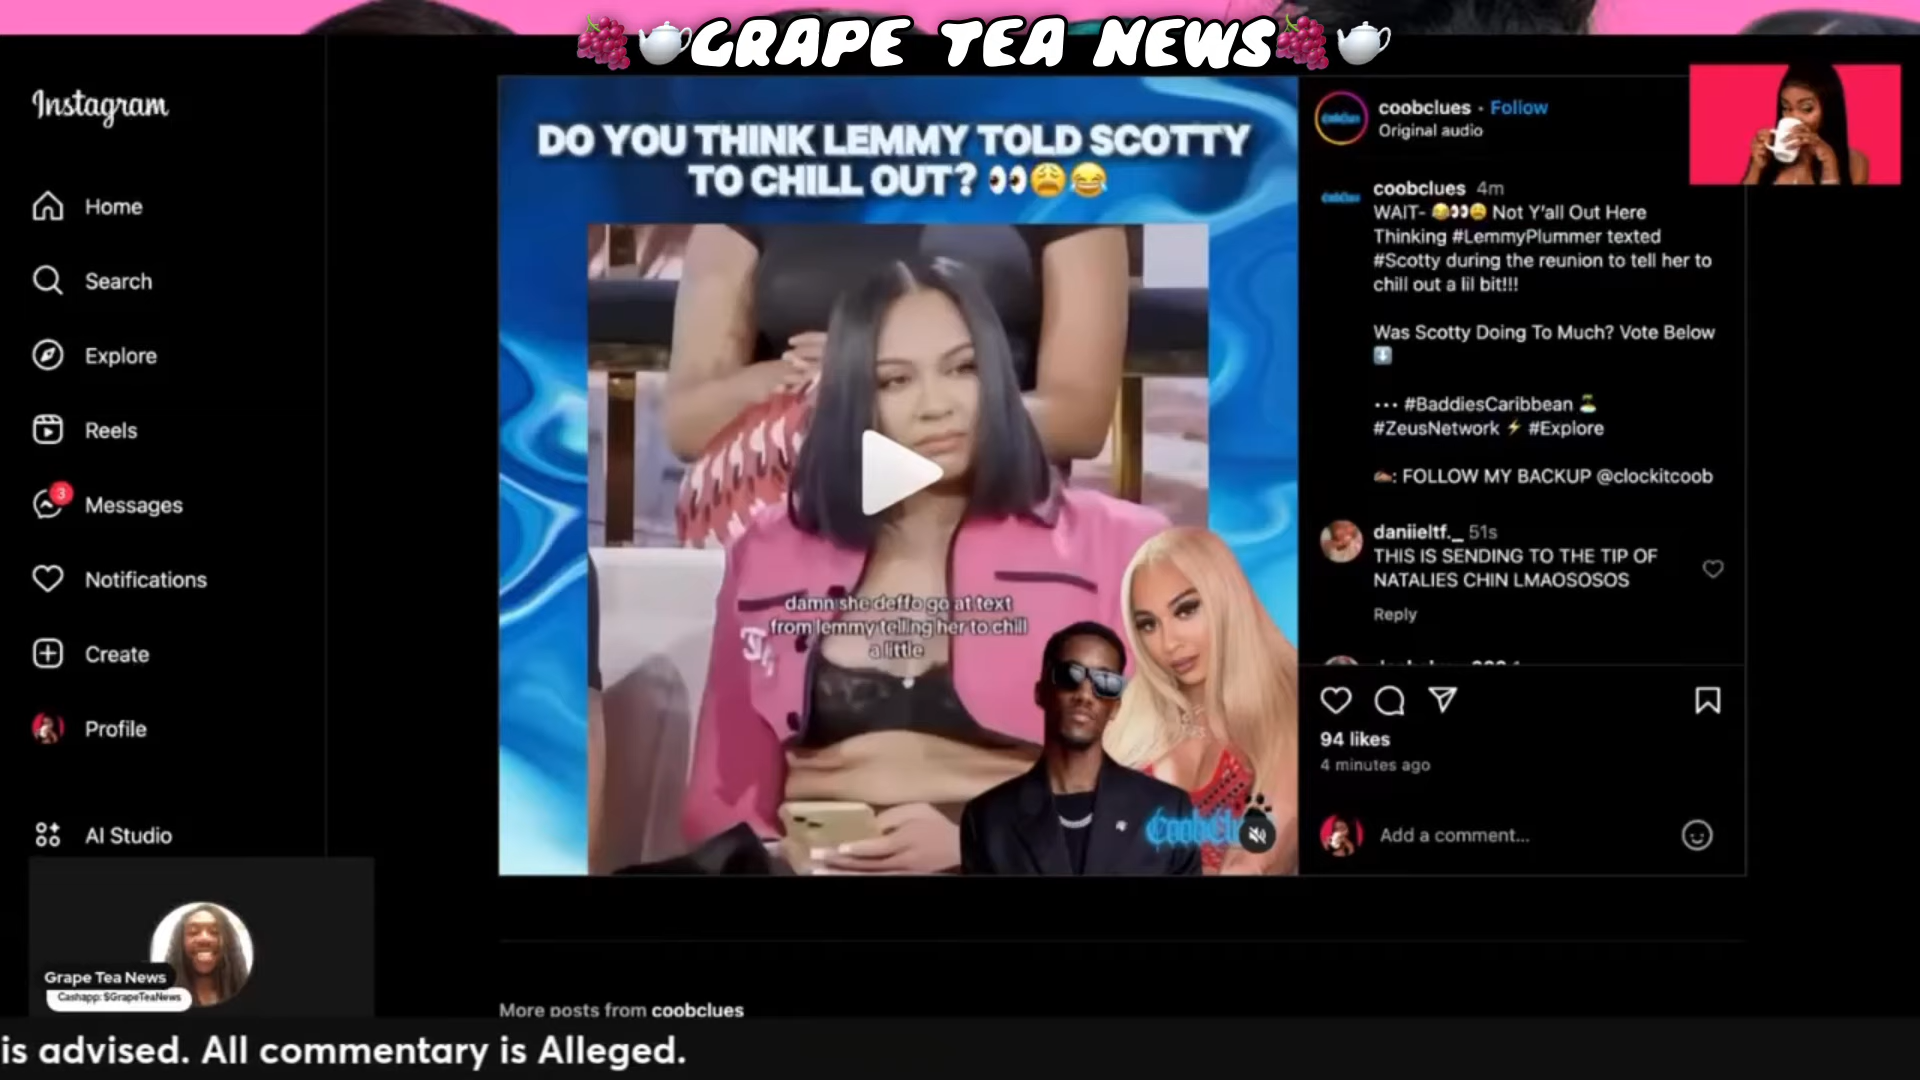 GRAPE TEA NEWS
Instagram
Home
Search
Explore
Reels
3
Messages
Notifications
Create
Profile
AI Studio
DO YOU THINK LEMMY TOLD SCOTTY
TO CHILL OUT? 👀😩😂
damn she deffo go at text
from lemmy telling her to chill
a little
coobclues · Follow
Original audio
coobclues 4m
WAIT- 😂👀😩 Not Y'all Out Here
Thinking #LemmyPlummer texted
#Scotty during the reunion to tell her to
chill out a lil bit!!!
Was Scotty Doing To Much? Vote Below
⬇️
••• #BaddiesCaribbean 🏝️
#ZeusNetwork ⚡ #Explore
✍🏾: FOLLOW MY BACKUP @clockitcoob
daniieltf._ 51s
THIS IS SENDING TO THE TIP OF
NATALIES CHIN LMAOSOSOS
Reply
94 likes
4 minutes ago
Add a comment...
Grape Tea News
Cashapp: $GrapeTeaNews
More posts from coobclues
is advised. All commentary is Alleged.